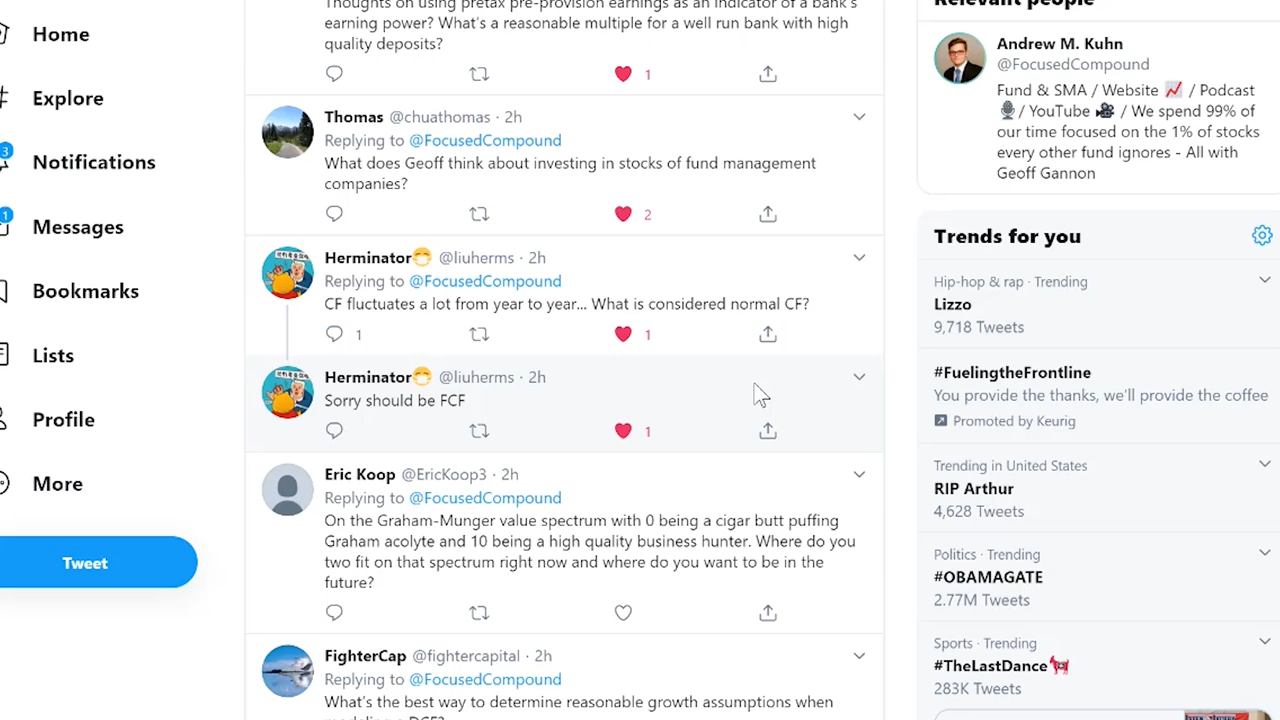 Home
Explore
3
Notifications
1
Messages
Bookmarks
Lists
Profile
More
Tweet
Thoughts on using pretax pre-provision earnings as an indicator of a bank's
earning power? What's a reasonable multiple for a well run bank with high
quality deposits?
1
Thomas @chuathomas · 2h
Replying to @FocusedCompound
What does Geoff think about investing in stocks of fund management
companies?
2
Herminator😷 @liuherms · 2h
Replying to @FocusedCompound
CF fluctuates a lot from year to year... What is considered normal CF?
1
1
Herminator😷 @liuherms · 2h
Sorry should be FCF
1
Eric Koop @EricKoop3 · 2h
Replying to @FocusedCompound
On the Graham-Munger value spectrum with 0 being a cigar butt puffing
Graham acolyte and 10 being a high quality business hunter. Where do you
two fit on that spectrum right now and where do you want to be in the
future?
FighterCap @fightercapital · 2h
Replying to @FocusedCompound
What's the best way to determine reasonable growth assumptions when
modeling a DCF?
Relevant people
Andrew M. Kuhn
@FocusedCompound
Fund & SMA / Website 📈 / Podcast
🎙/ YouTube 🎥 / We spend 99% of
our time focused on the 1% of stocks
every other fund ignores - All with
Geoff Gannon
Trends for you
Hip-hop & rap · Trending
Lizzo
9,718 Tweets
#FuelingtheFrontline
You provide the thanks, we'll provide the coffee
Promoted by Keurig
Trending in United States
RIP Arthur
4,628 Tweets
Politics · Trending
#OBAMAGATE
2.77M Tweets
Sports · Trending
#TheLastDance🐐
283K Tweets